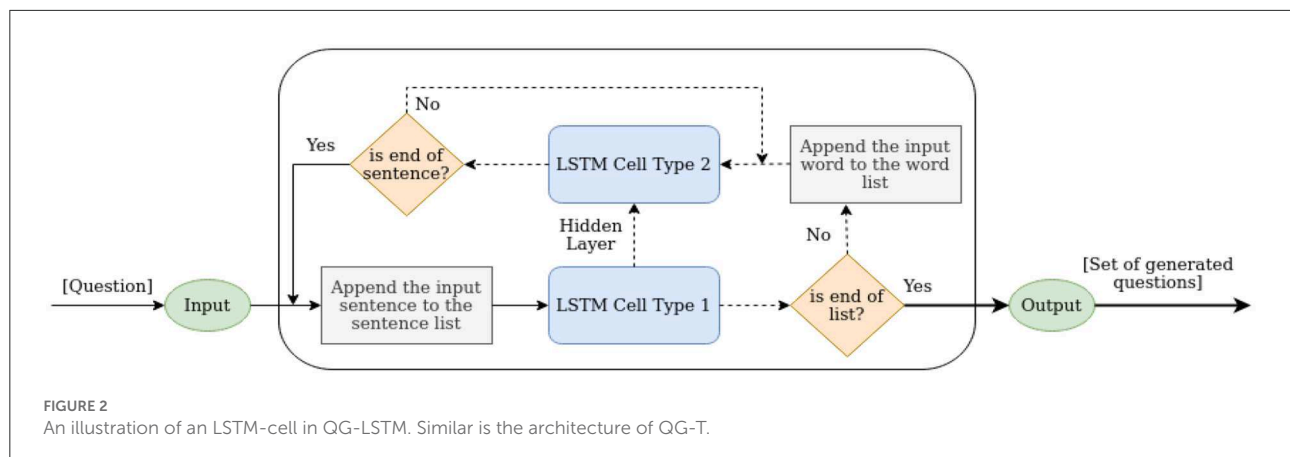 No
Yes
is end of
sentence?
LSTM Cell Type 2
Append the input
word to the word
list
Hidden
Layer
No
[Question]
Input
Append the input
sentence to the
sentence list
LSTM Cell Type 1
is end of
list?
Yes
Output
[Set of generated
questions]
FIGURE 2
An illustration of an LSTM-cell in QG-LSTM. Similar is the architecture of QG-T.